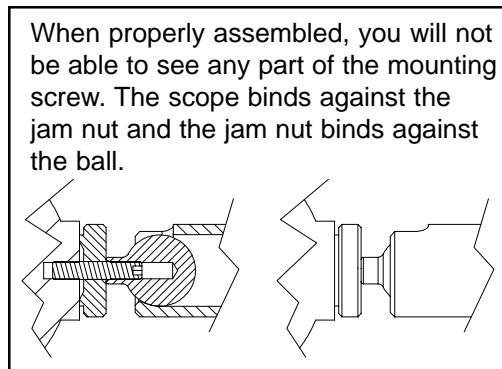 When properly assembled, you will not
be able to see any part of the mounting
screw. The scope binds against the
jam nut and the jam nut binds against
the ball.